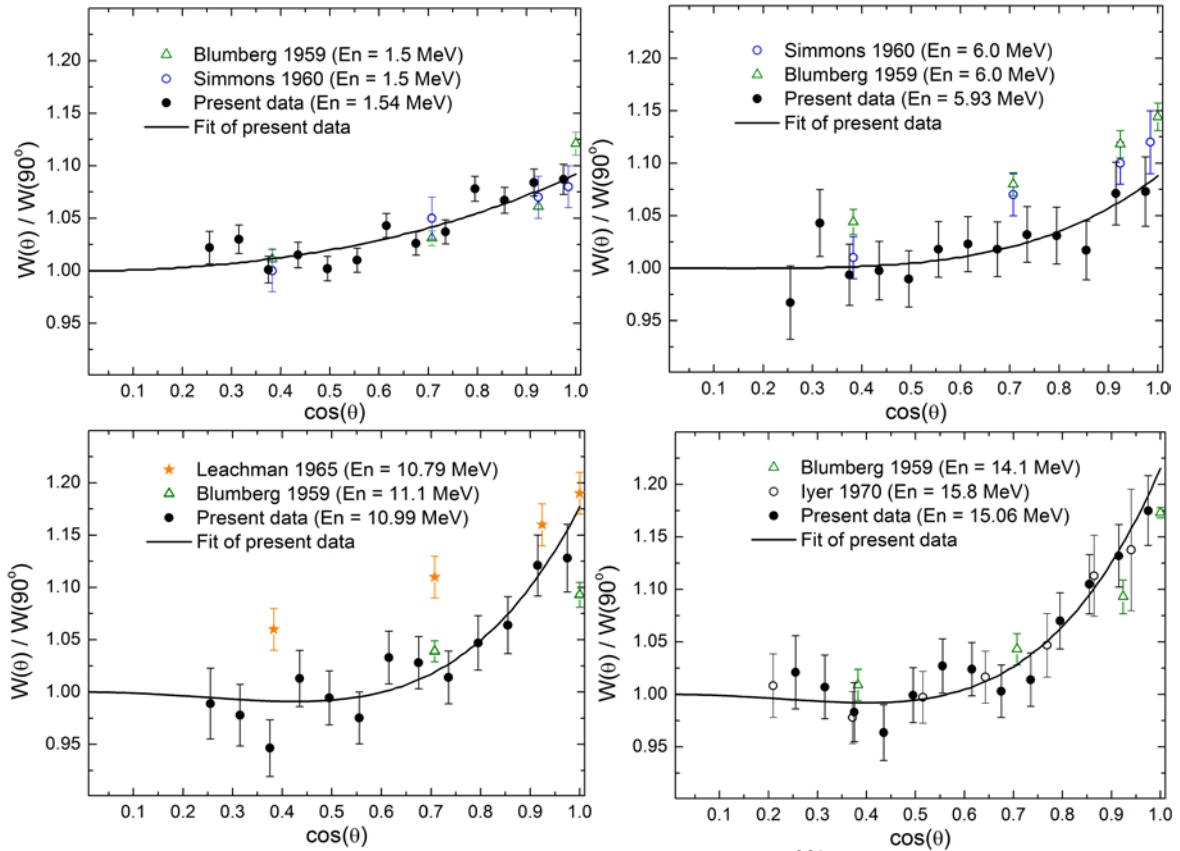 Blumberg 1959 (En = 1.5 MeV)
Simmons 1960 (En = 1.5 MeV)
Present data (En = 1.54 MeV)
Fit of present data
W(θ) / W(90°)
1.20
1.15
1.10
1.05
1.00
0.95
0.1 0.2 0.3 0.4 0.5 0.6 0.7 0.8 0.9 1.0
cos(θ)
Simmons 1960 (En = 6.0 MeV)
Blumberg 1959 (En = 6.0 MeV)
Present data (En = 5.93 MeV)
Fit of present data
W(θ) / W(90°)
1.20
1.15
1.10
1.05
1.00
0.95
0.1 0.2 0.3 0.4 0.5 0.6 0.7 0.8 0.9 1.0
cos(θ)
Leachman 1965 (En = 10.79 MeV)
Blumberg 1959 (En = 11.1 MeV)
Present data (En = 10.99 MeV)
Fit of present data
W(θ) / W(90°)
1.20
1.15
1.10
1.05
1.00
0.95
0.1 0.2 0.3 0.4 0.5 0.6 0.7 0.8 0.9 1.0
cos(θ)
Blumberg 1959 (En = 14.1 MeV)
Iyer 1970 (En = 15.8 MeV)
Present data (En = 15.06 MeV)
Fit of present data
W(θ) / W(90°)
1.20
1.15
1.10
1.05
1.00
0.95
0.1 0.2 0.3 0.4 0.5 0.6 0.7 0.8 0.9 1.0
cos(θ)